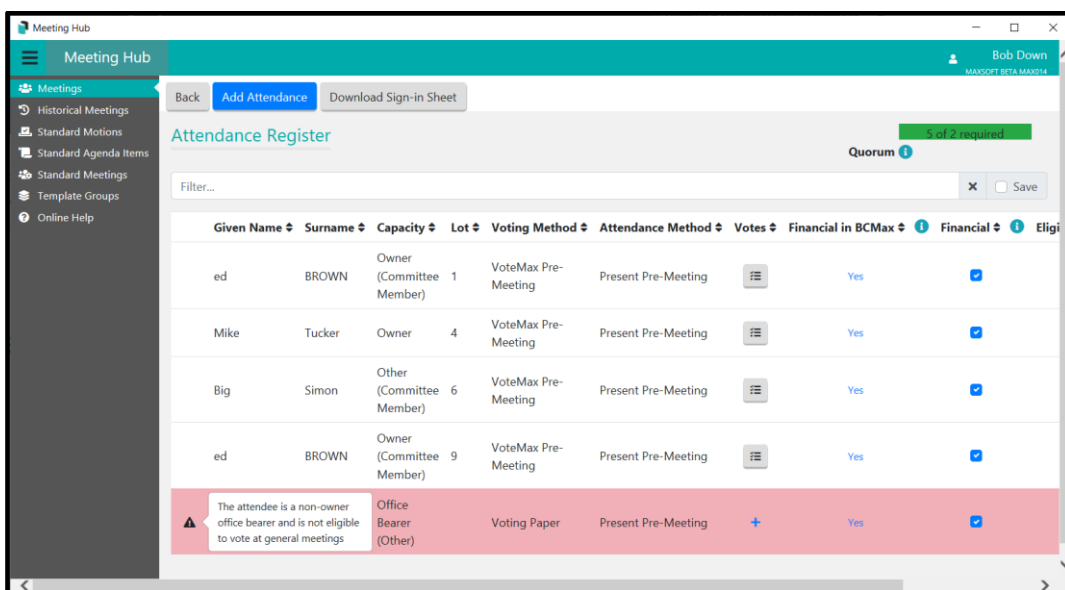 Meeting Hub
Meeting Hub
Bob Down
MAXSOFT BETA MAX014
Meetings
Historical Meetings
Standard Motions
Standard Agenda Items
Standard Meetings
Template Groups
Online Help
Back Add Attendance Download Sign-in Sheet
Attendance Register
5 of 2 required
Quorum
Filter... Save
Given Name Surname Capacity Lot Voting Method Attendance Method Votes Financial in BCMax Financial Eligi
Owner
ed BROWN (Committee 1 VoteMax Pre-Meeting Present Pre-Meeting Yes
Member)
Mike Tucker Owner 4 VoteMax Pre-Meeting Present Pre-Meeting Yes
Other
Big Simon (Committee 6 VoteMax Pre-Meeting Present Pre-Meeting Yes
Member)
Owner
ed BROWN (Committee 9 VoteMax Pre-Meeting Present Pre-Meeting Yes
Member)
The attendee is a non-owner
office bearer and is not eligible
to vote at general meetings
Office
Bearer
(Other)
Voting Paper Present Pre-Meeting Yes